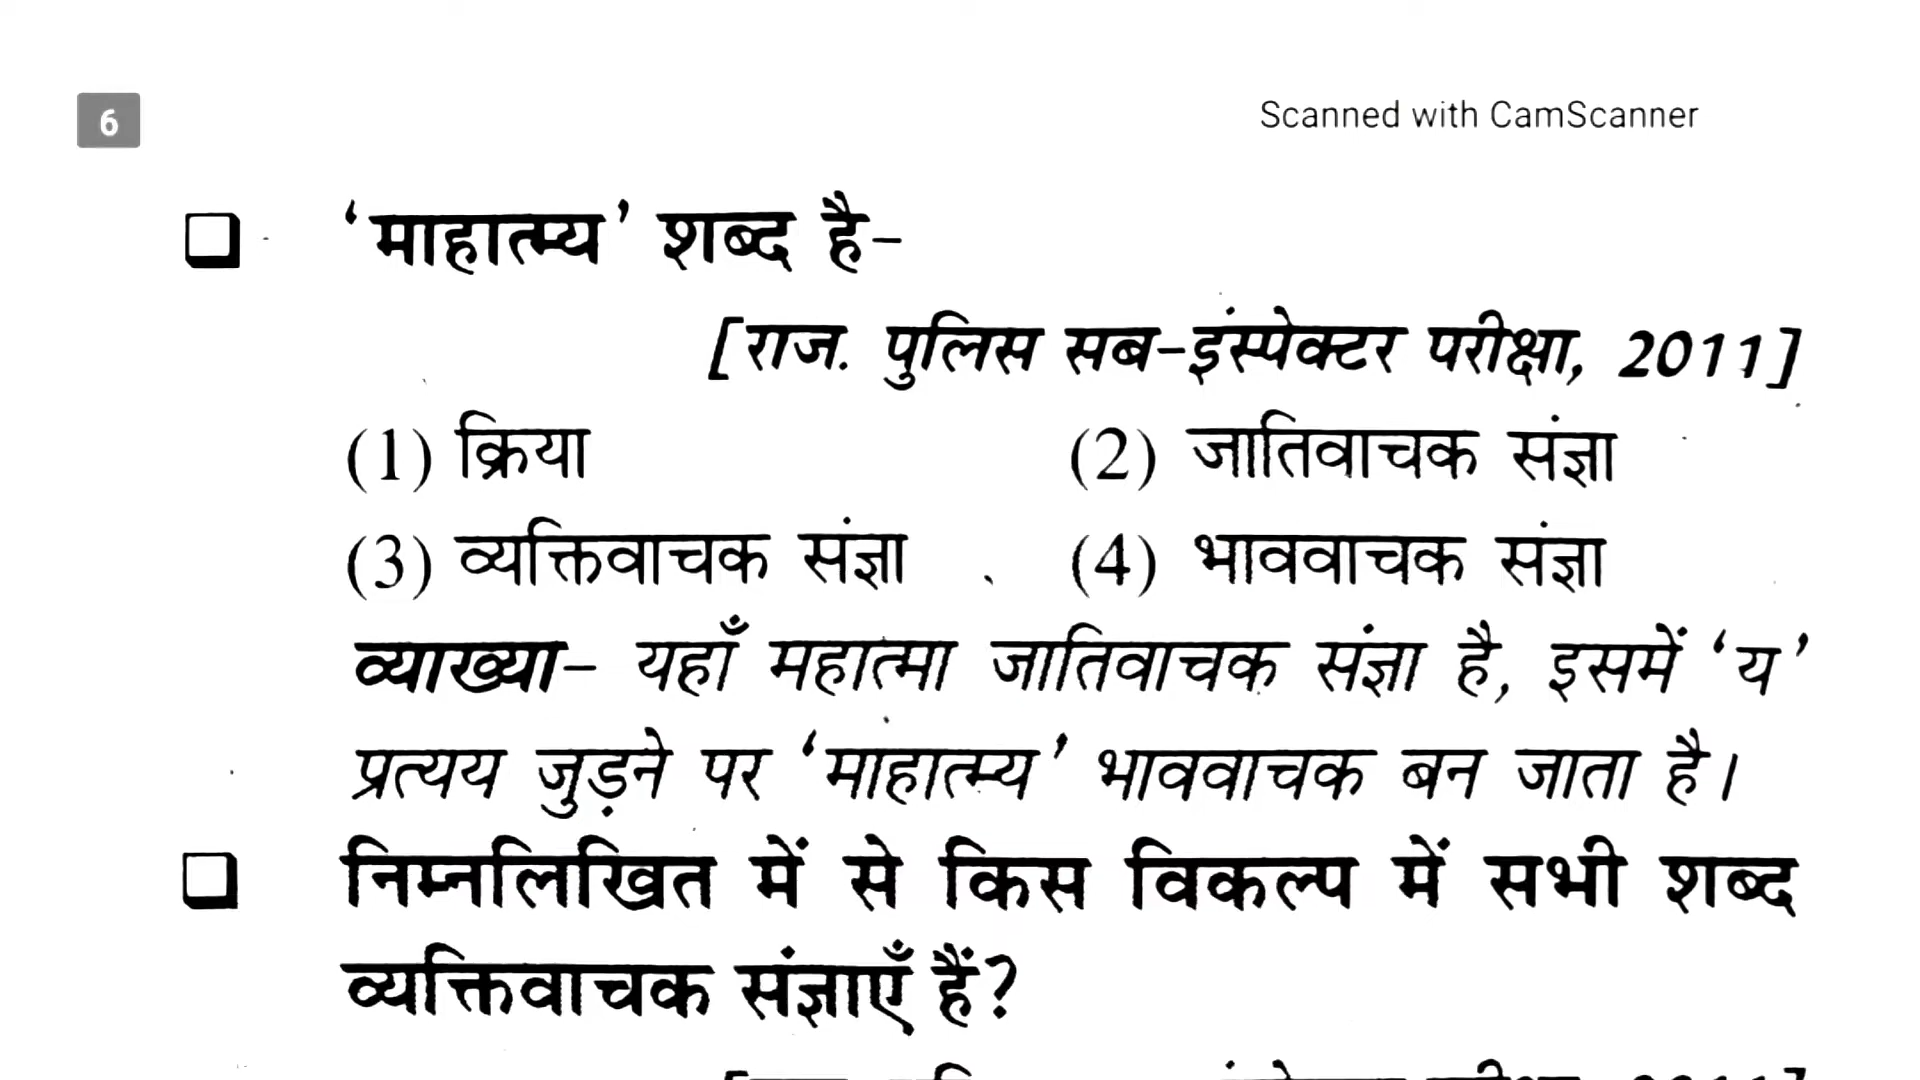 6
Scanned with CamScanner
‘माहात्म्य’ शब्द है-
[राज. पुलिस सब-इंस्पेक्टर परीक्षा, 2011]
(1) क्रिया (2) जातिवाचक संज्ञा
(3) व्यक्तिवाचक संज्ञा (4) भाववाचक संज्ञा
व्याख्या- यहाँ महात्मा जातिवाचक संज्ञा है, इसमें ‘य’
प्रत्यय जुड़ने पर ‘माहात्म्य’ भाववाचक बन जाता है।
निम्नलिखित में से किस विकल्प में सभी शब्द
व्यक्तिवाचक संज्ञाएँ हैं?